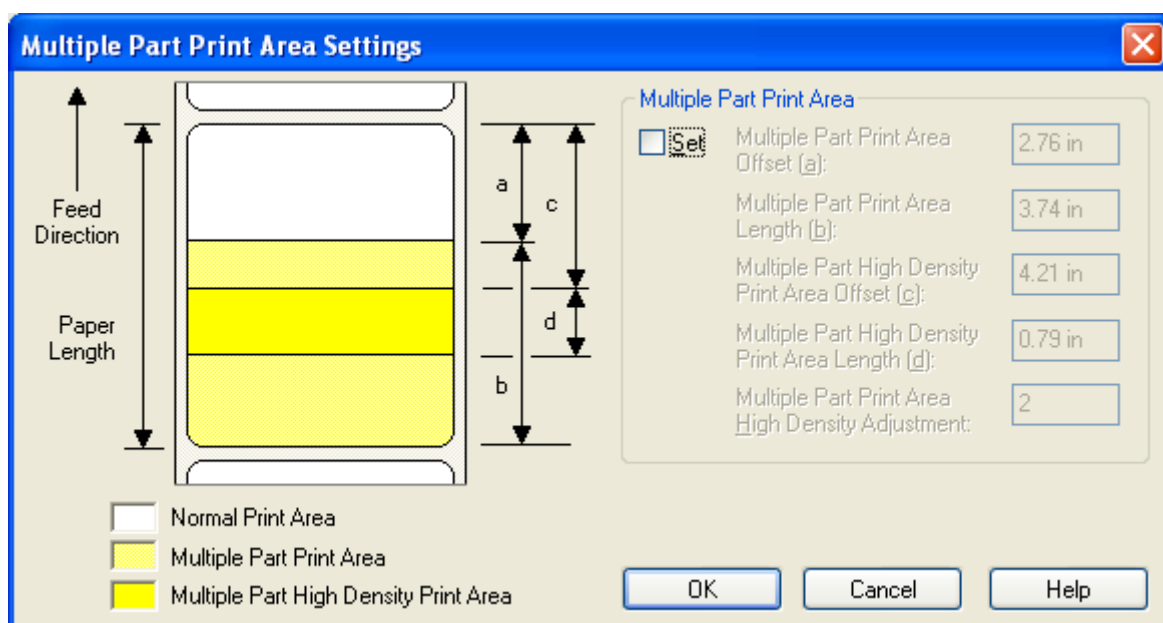 Multiple Part Print Area Settings
Feed
Direction
Paper
Length
a
c
d
b
Normal Print Area
Multiple Part Print Area
Multiple Part High Density Print Area
Multiple Part Print Area
Set
Multiple Part Print Area
Offset (a):
2.76 in
Multiple Part Print Area
Length (b):
3.74 in
Multiple Part High Density
Print Area Offset (c):
4.21 in
Multiple Part High Density
Print Area Length (d):
0.79 in
Multiple Part Print Area
High Density Adjustment:
2
OK
Cancel
Help